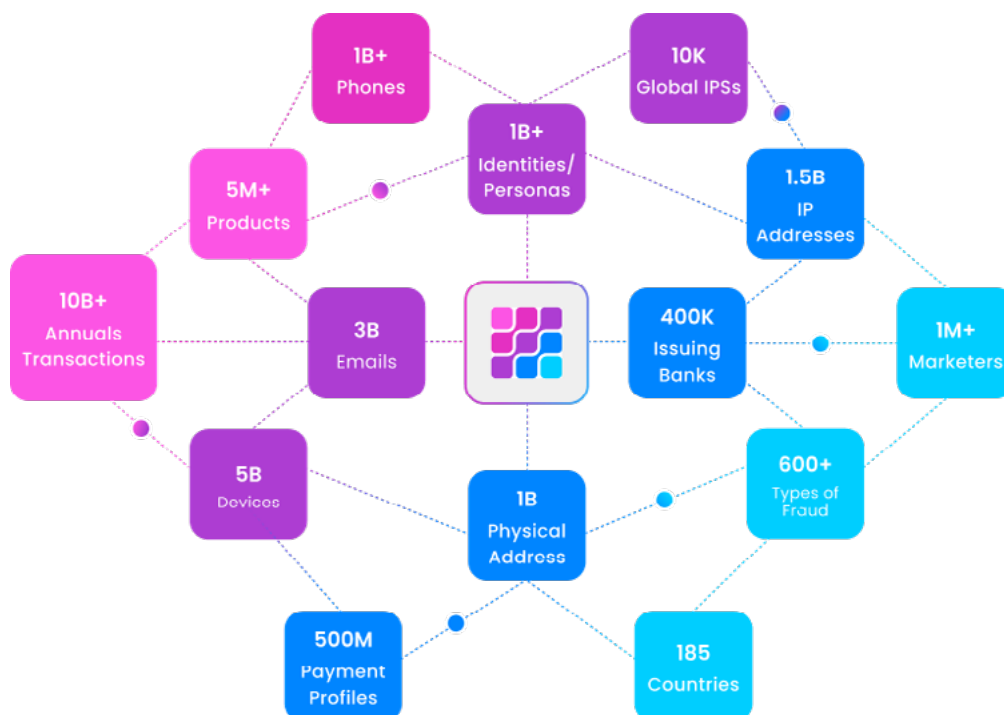 1B+
Phones
10K
Global IPSs
1B+
Identities/
Personas
5M+
Products
1.5B
IP
Addresses
10B+
Annuals
Transactions
3B
Emails
400K
Issuing
Banks
1M+
Marketers
5B
Devices
1B
Physical
Address
600+
Types of
Fraud
500M
Payment
Profiles
185
Countries